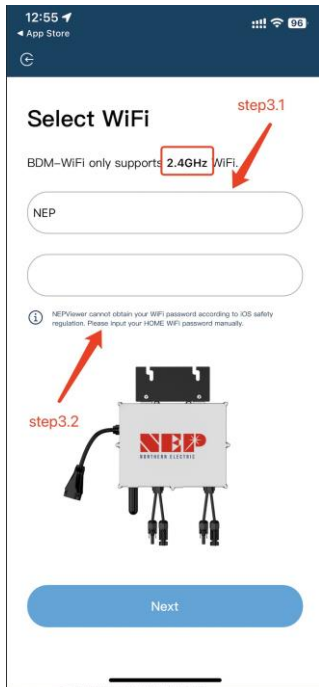 12:55
96
◀ App Store
step3.1
Select WiFi
BDM-WiFi only supports 2.4GHz WiFi.
NEP
NEPViewer cannot obtain your WiFi password according to iOS safety
regulation. Please input your HOME WiFi password manually.
step3.2
NEP
NORTHERN ELECTRIC
Next